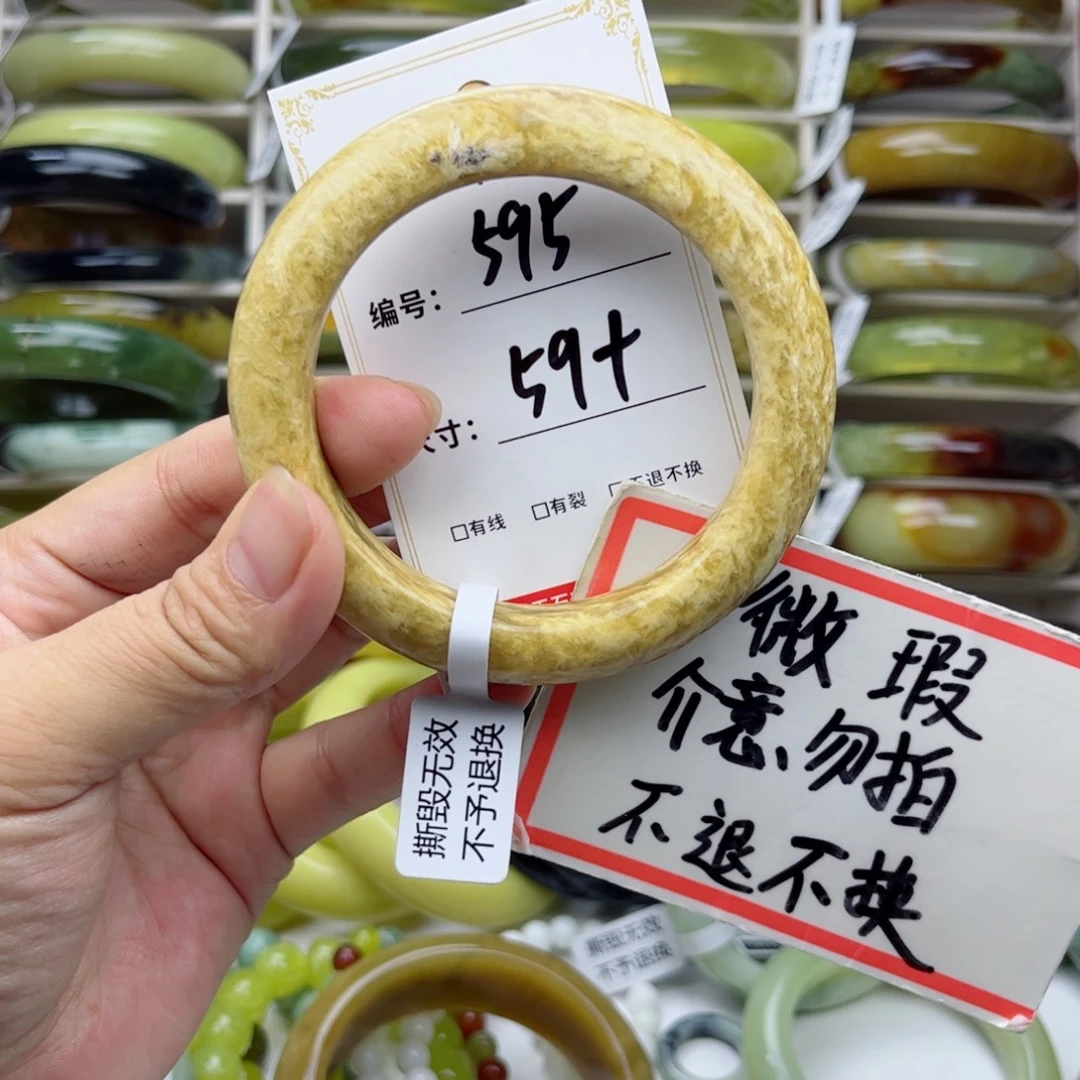 编号： 595
寸： 59+
□有线 □有裂 不退不换
微瑕
介意勿拍
不退不换
撕毁无效
不予退换
撕毁无效
不予退换